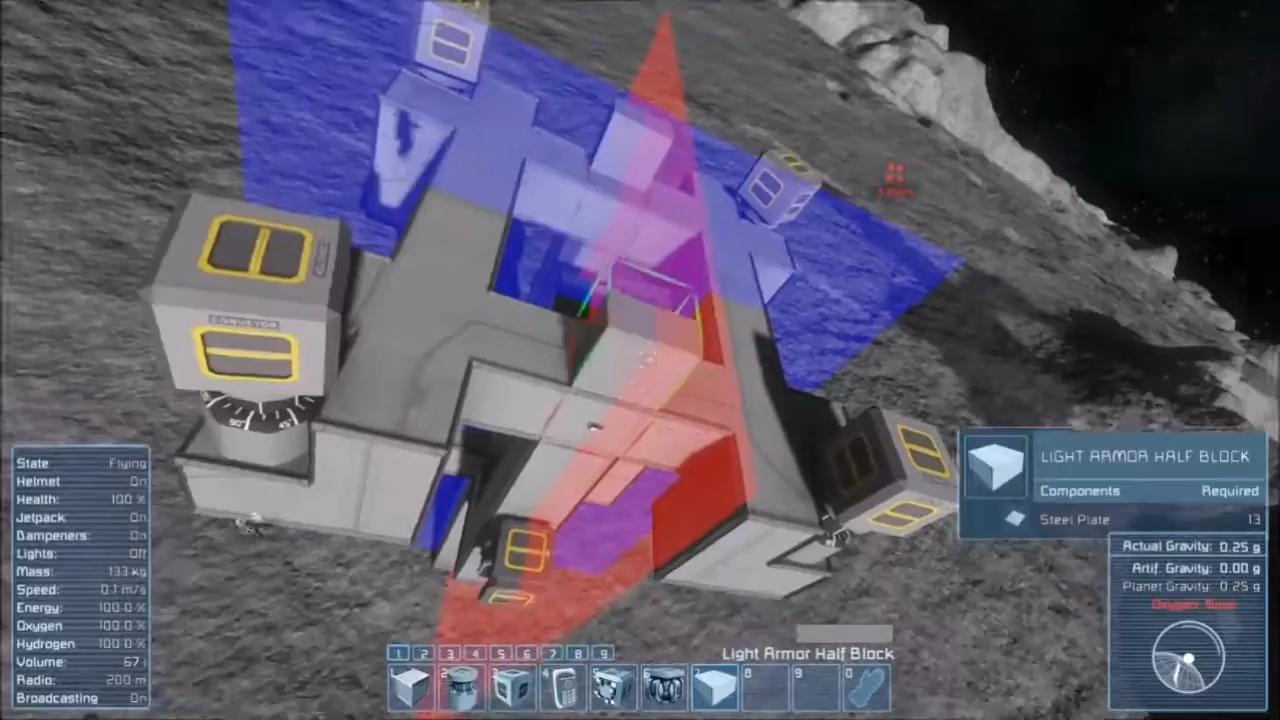 CONVEYOR
State Flying
Helmet On
Health: 100 %
Jetpack On
Dampeners: On
Lights: Off
Mass: 133 kg
Speed: 0.1 m/s
Energy: 100.0 %
Oxygen 100.0 %
Hydrogen 100.0 %
Volume: 67 l
Radio: 200 m
Broadcasting On
LIGHT ARMOR HALF BLOCK
Components Required
Steel Plate 13
Actual Gravity: 0.25 g
Artif. Gravity: 0.00 g
Planet Gravity: 0.25 g
Light Armor Half Block
1 2 3 4 5 6 7 8 9
8 9 0